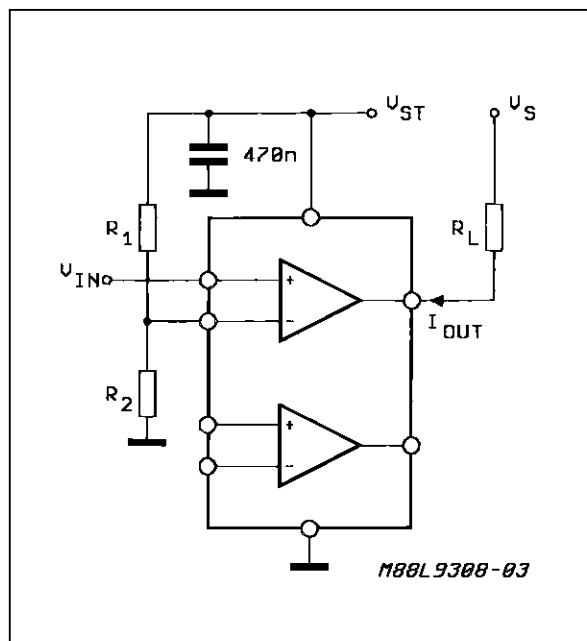 V_ST
V_S
470n
R_1
R_L
V_IN
+
-
I_OUT
R_2
+
-
M88L9308-03